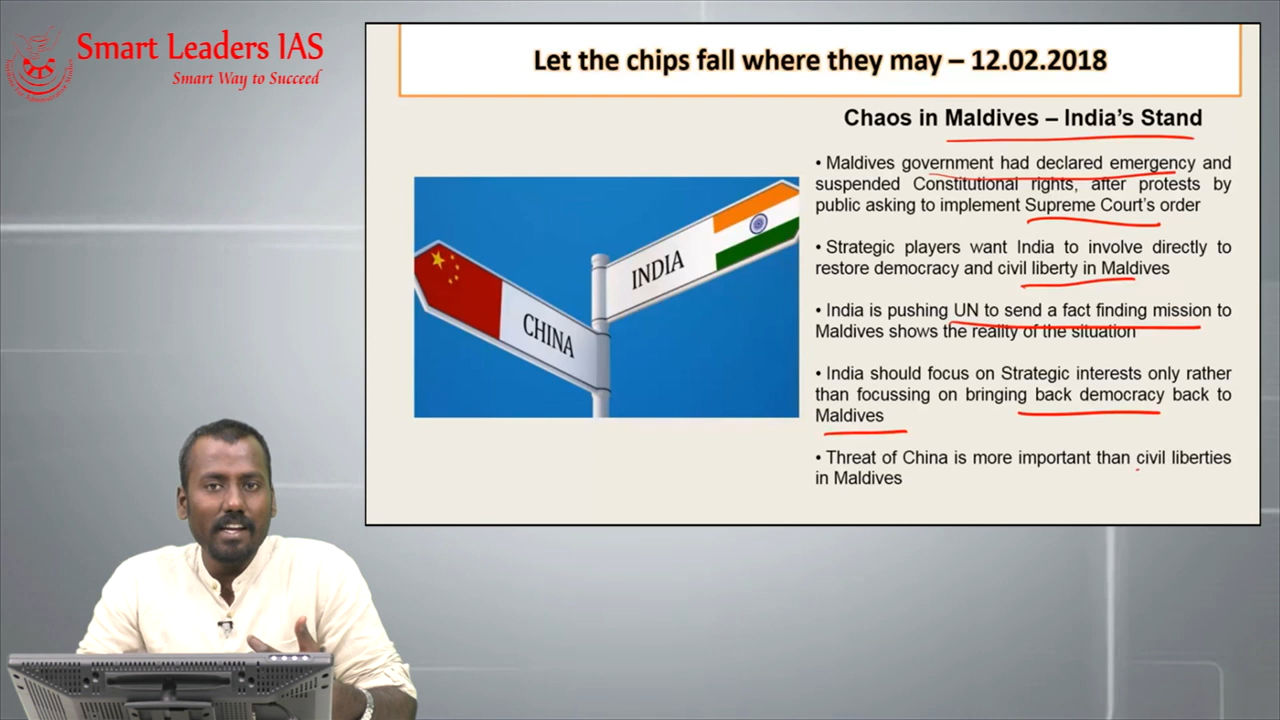 Smart Leaders IAS
Smart Way to Succeed
Let the chips fall where they may – 12.02.2018
Chaos in Maldives – India's Stand
• Maldives government had declared emergency and
suspended Constitutional rights, after protests by
public asking to implement Supreme Court's order
• Strategic players want India to involve directly to
restore democracy and civil liberty in Maldives
• India is pushing UN to send a fact finding mission to
Maldives shows the reality of the situation
• India should focus on Strategic interests only rather
than focussing on bringing back democracy back to
Maldives
• Threat of China is more important than civil liberties
in Maldives
CHINA
INDIA